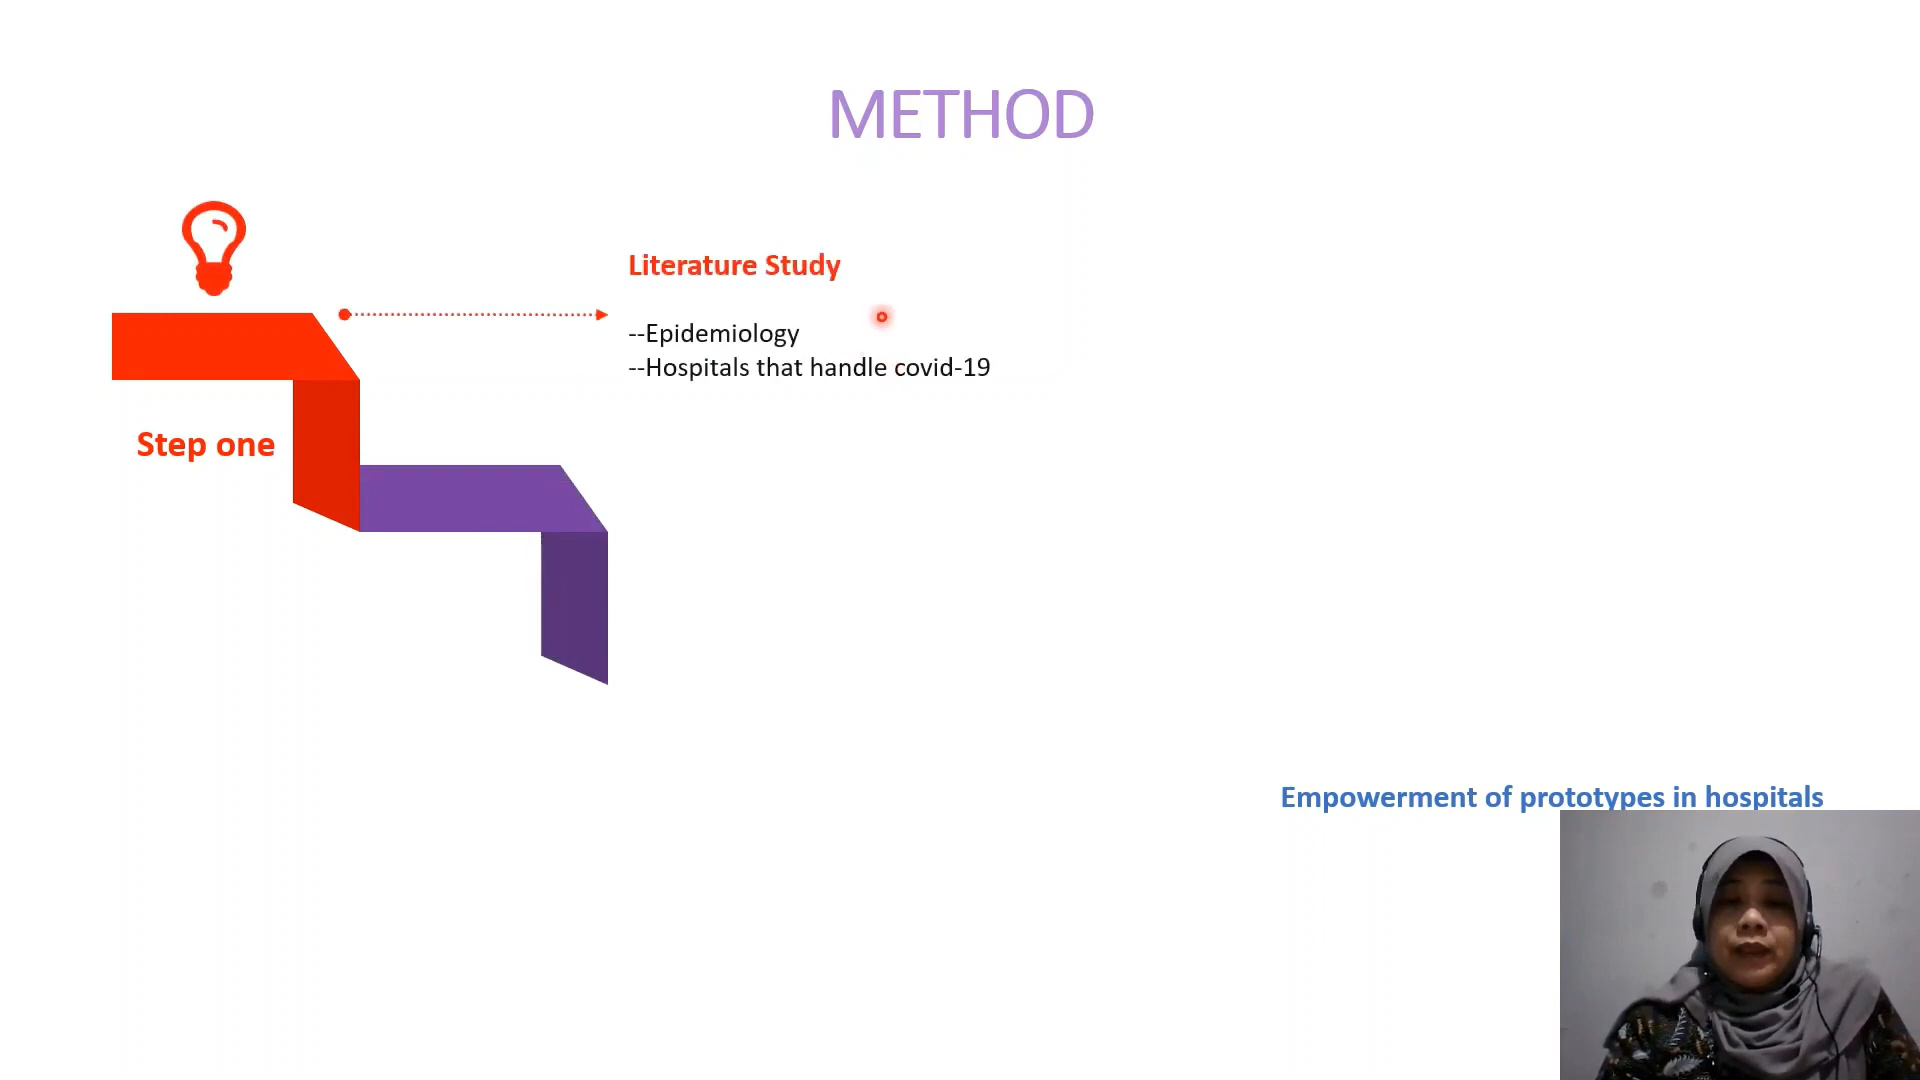 METHOD
Literature Study
--Epidemiology
--Hospitals that handle covid-19
Step one
Empowerment of prototypes in hospitals